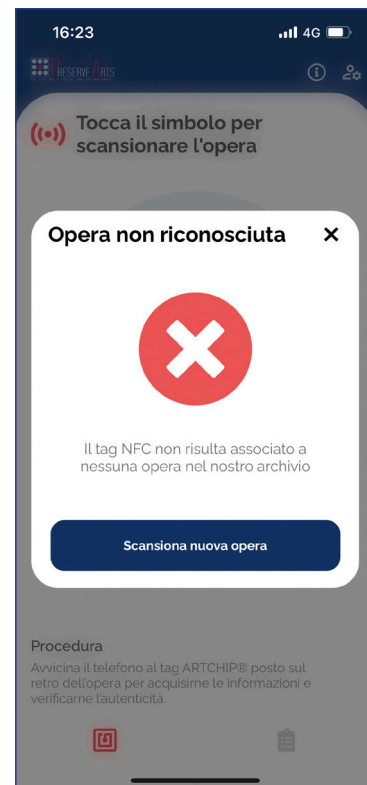 16:23
4G
PRESERVE ARTS
Tocca il simbolo per
scansionare l'opera
Opera non riconosciuta
Il tag NFC non risulta associato a
nessuna opera nel nostro archivio
Scansiona nuova opera
Procedura
Avvicina il telefono al tag ARTCHIP® posto sul
retro dell'opera per acquisirne le informazioni e
verificarne l'autenticità.